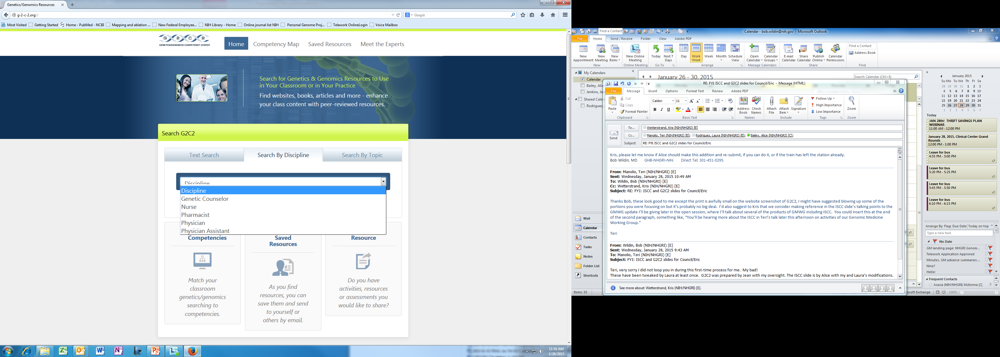 Genetics/Genomics Resources
g-2-c-2.org//
Google
Most Visited
Getting Started
Home - PubMed - NCBI
Mapping and ablation ...
New Federal Employee...
NIH Library - Home
Online journal list NIH
Personal Genome Proj...
Telework OnlineLogin
Voice Mailbox
G 2 C 2
GENETICS/GENOMICS COMPETENCY CENTER
Home
Competency Map
Saved Resources
Meet the Experts
Search for Genetics & Genomics Resources to Use
in Your Classroom or in Your Practice
Find websites, books, articles and more - enhance
your class content with peer-reviewed resources.
Search G2C2
Text Search
Search By Discipline
Search By Topic
Discipline
Discipline
Genetic Counselor
Nurse
Pharmacist
Physician
Physician Assistant
Competencies
Match your
classroom
genetics/genomics
searching to
competencies.
Saved
Resources
As you find
resources, you can
save them and send
to yourself or
others by email.
Resource
Do you have
activities, resources
or assessments you
would like to share?
11:16 AM
1/28/2015
Find a Contact
Calendar - bob.wildin@nih.gov - Microsoft Outlook
File
Home
Send / Receive
Folder
View
Adobe PDF
New
Appointment
New
Meeting
New
Items
New
New Online
Meeting
Online Meeting
Today
Next 7
Days
Go To
Day
Work
Week
Week
Month
Schedule
View
Arrange
Open
Calendar
Calendar
Groups
Manage Calendars
E-mail
Calendar
Share
Calendar
Publish
Online
Calendar
Permissions
Share
Find a Contact
Address Book
Find
My Calendars
Calendar
Bailey, Alic
Jenkins, Je
Shared Cale
Rodriguez,
January 26 - 30, 2015
Search Calendar (Ctrl+E)
RE: FYI: ISCC and G2C2 slides for Council/Eric - Message (HTML)
File
Message
Insert
Options
Format Text
Review
Adobe PDF
Paste
Cut
Copy
Format Painter
Clipboard
Calibri
11
B I U
Basic Text
Address
Book
Check
Names
Names
Attach
File
Attach
Item
Signature
Include
Follow Up
High Importance
Low Importance
Tags
Zoom
Zoom
Send
To...
Wetterstrand, Kris (NIH/NHGRI) [E]
Cc...
Manolio, Teri (NIH/NHGRI) [E]; Rodriguez, Laura (NIH/NHGRI) [E]; Bailey, Alice (NIH/NHGRI) [C];
Subject:
RE: FYI: ISCC and G2C2 slides for Council/Eric
Kris, please let me know if Alice should make this addition and re-submit, if you can do it, or if the train has left the station already.
Bob Wildin, MD GHB-NHGRI-NIH. Direct Tel: 301-451-0295.
From: Manolio, Teri (NIH/NHGRI) [E]
Sent: Wednesday, January 28, 2015 10:49 AM
To: Wildin, Bob (NIH/NHGRI) [E]
Cc: Wetterstrand, Kris (NIH/NHGRI) [E]
Subject: RE: FYI: ISCC and G2C2 slides for Council/Eric
Thanks Bob, these look good to me except the print is awfully small on the website screenshot of G2C2, I might have suggested blowing up some of the
portions you were focusing on but it's probably no big deal. I'd also suggest to Kris that we consider making reference in the ISCC slide's talking points to the
GMWG update I'll be giving later in the open session, where I'll talk about several of the products of GMWG including ISCC. You could insert this at the end
of the second paragraph, something like, “You'll be hearing more about the ISCC in Teri's talk later this afternoon on activities of our Genomic Medicine
Working Group.”
Teri
From: Wildin, Bob (NIH/NHGRI) [E]
Sent: Wednesday, January 28, 2015 9:43 AM
To: Manolio, Teri (NIH/NHGRI) [E]
Subject: FYI: ISCC and G2C2 slides for Council/Eric
Teri, very sorry I did not loop you in during this first-time process for me. My bad!
These have been tweaked by Laura at least once. G2C2 was prepared by Jean with my oversight. The ISCC slide is by Alice with my and Laura's modifications.
See more about: Wetterstrand, Kris (NIH/NHGRI) [E].
Mail
Calendar
Contacts
Tasks
Notes
Folder List
Shortcuts
Items: 33
January 2015
Su Mo Tu We Th Fr Sa
28 29 30 31 1 2 3
4 5 6 7 8 9 10
11 12 13 14 15 16 17
18 19 20 21 22 23 24
25 26 27 28 29 30 31
1 2 3 4 5 6 7
Today
JAN 28th! THRIFT SAVINGS PLAN
WEBINAR
11:00 AM - 12:00 PM
January 28, 2015, Clinical Center Grand
Rounds
12:00 PM - 1:00 PM
Leave for bus
4:55 PM - 5:00 PM
Leave for bus
5:20 PM - 5:25 PM
Leave for bus
5:45 PM - 5:50 PM
Leave for bus
6:10 PM - 6:15 PM
Arrange By: Flag: Due Date
Today on top
Type a new task
No Date
GM landing page: NHGRI Genom...
Telework Application Approved
Minutes, GM advance summaries:...
Nine?
Hello!
Frequent Contacts
Acacia (NIH/NHGRI) McKenna [C]
osoft Exchange
100%